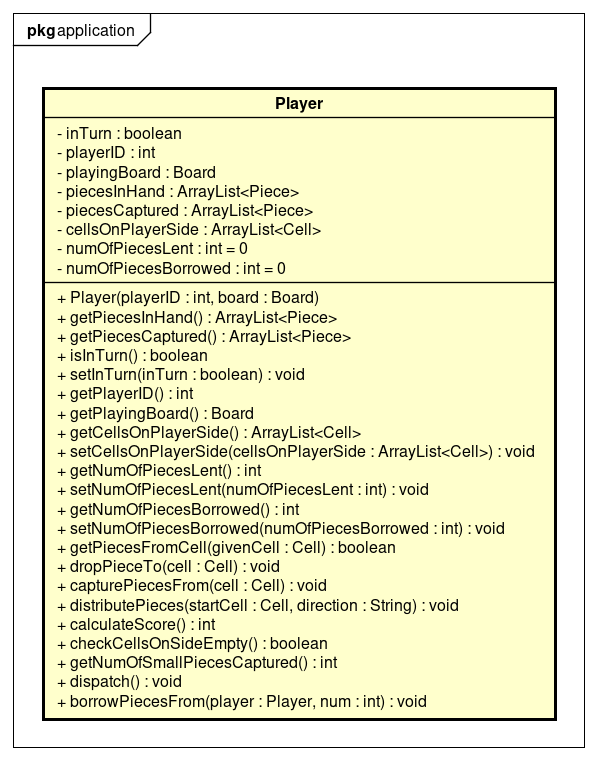 pkg application
Player
- inTurn : boolean
- playerID : int
- playingBoard : Board
- piecesInHand : ArrayList<Piece>
- piecesCaptured : ArrayList<Piece>
- cellsOnPlayerSide : ArrayList<Cell>
- numOfPiecesLent : int = 0
- numOfPiecesBorrowed : int = 0
+ Player(playerID : int, board : Board)
+ getPiecesInHand() : ArrayList<Piece>
+ getPiecesCaptured() : ArrayList<Piece>
+ isInTurn() : boolean
+ setInTurn(inTurn : boolean) : void
+ getPlayerID() : int
+ getPlayingBoard() : Board
+ getCellsOnPlayerSide() : ArrayList<Cell>
+ setCellsOnPlayerSide(cellsOnPlayerSide : ArrayList<Cell>) : void
+ getNumOfPiecesLent() : int
+ setNumOfPiecesLent(numOfPiecesLent : int) : void
+ getNumOfPiecesBorrowed() : int
+ setNumOfPiecesBorrowed(numOfPiecesBorrowed : int) : void
+ getPiecesFromCell(givenCell : Cell) : boolean
+ dropPieceTo(cell : Cell) : void
+ capturePiecesFrom(cell : Cell) : void
+ distributePieces(startCell : Cell, direction : String) : void
+ calculateScore() : int
+ checkCellsOnSideEmpty() : boolean
+ getNumOfSmallPiecesCaptured() : int
+ dispatch() : void
+ borrowPiecesFrom(player : Player, num : int) : void